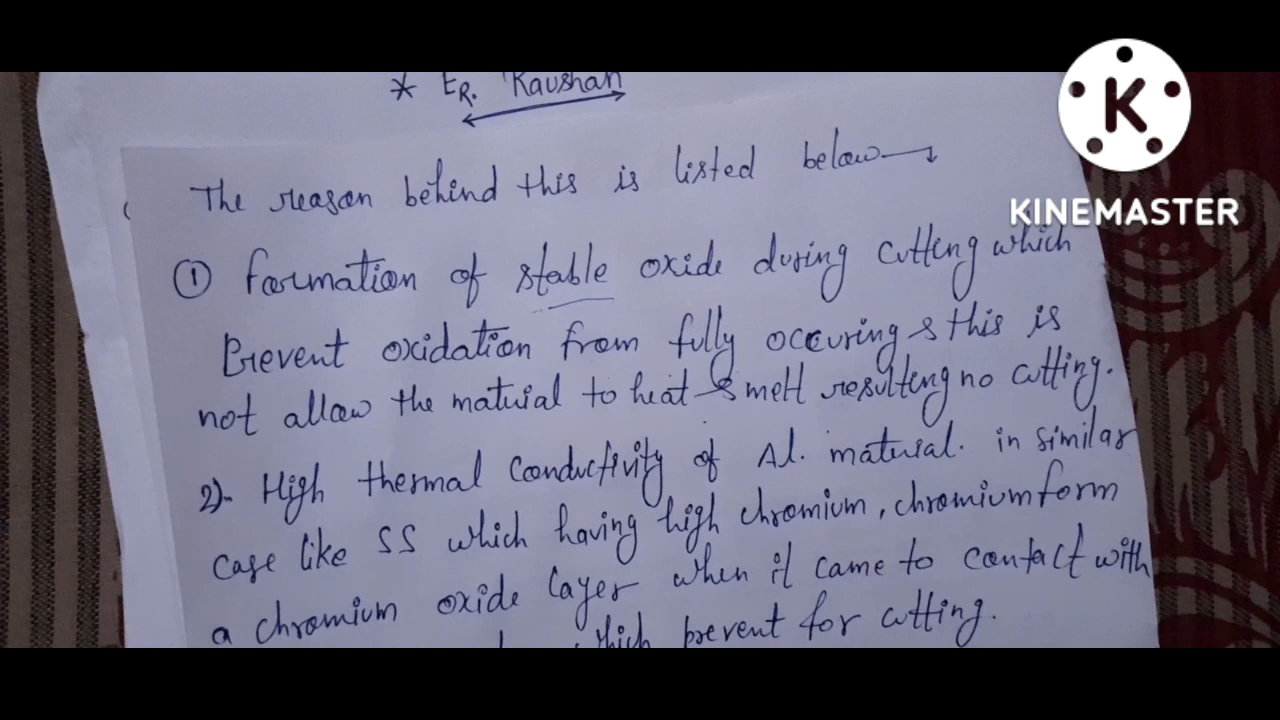 * ER. Raushan
The reason behind this is listed below
① Formation of stable oxide during cutting which
Prevent oxidation from fully occuring & this is
not allow the material to heat & melt resulting no cutting.
2)- High thermal conductivity of Al. material. in similar
case like SS which having high chromium, chromium form
a chromium oxide layer when it came to contact with
which prevent for cutting.
K
KINEMASTER